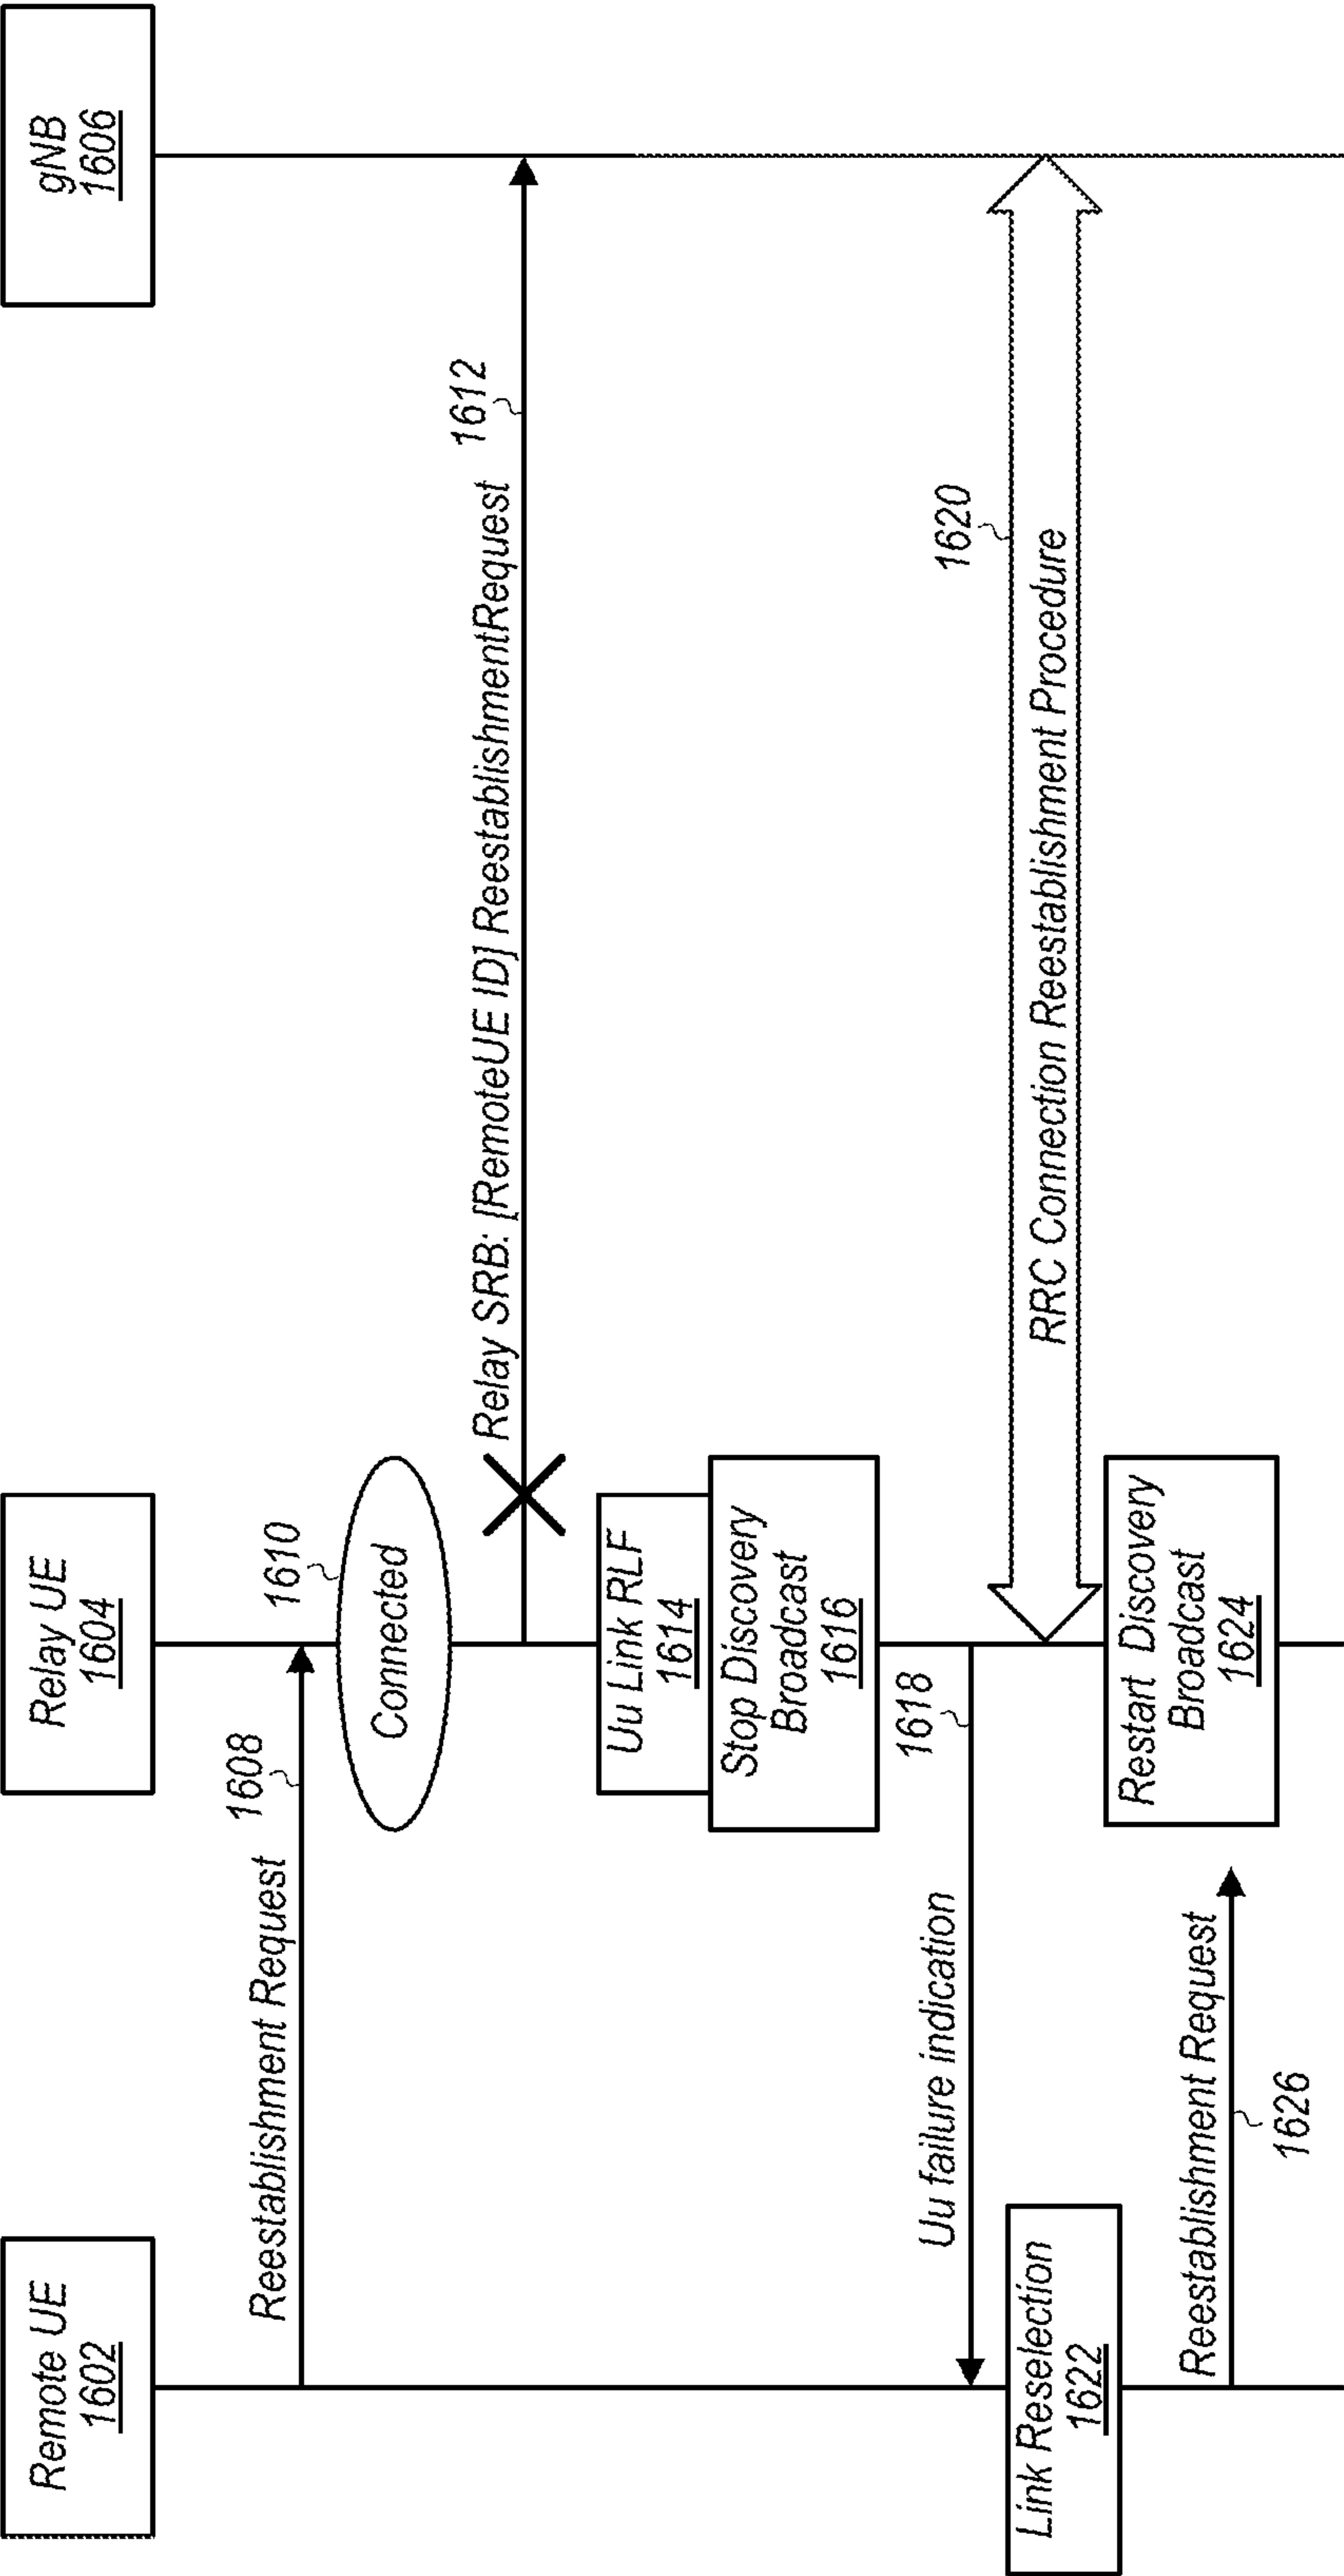 Remote UE
1602
Relay UE
1604
gNB
1606
Reestablishment Request
1608
1610
Connected
Relay SRB: [RemoteUE ID] ReestablishmentRequest
1612
Uu Link RLF
1614
Stop Discovery
Broadcast
1616
Uu failure indication
1618
1620
RRC Connection Reestablishment Procedure
Link Reselection
1622
Restart Discovery
Broadcast
1624
Reestablishment Request
1626